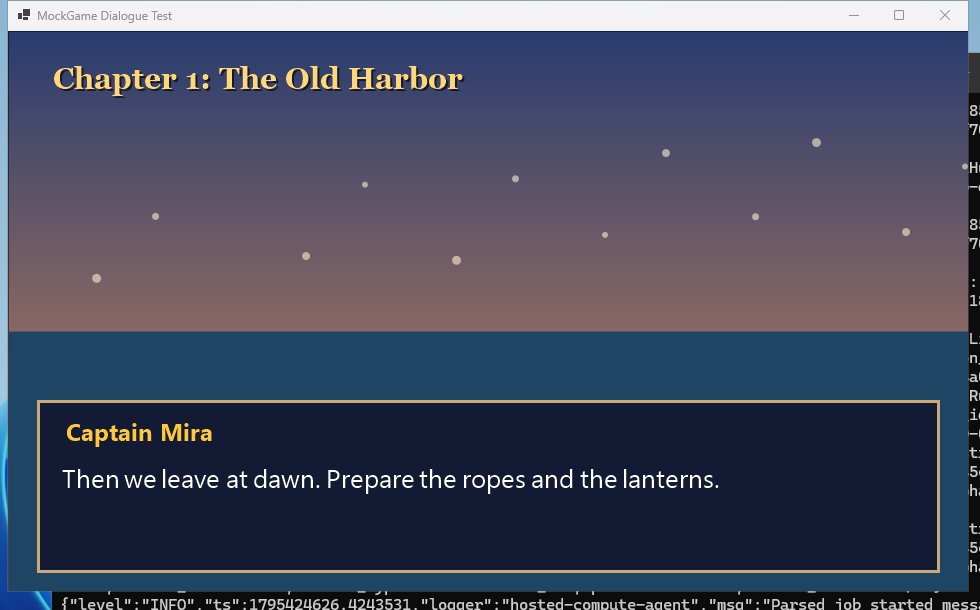 MockGame Dialogue Test
Chapter 1: The Old Harbor
Captain Mira
Then we leave at dawn. Prepare the ropes and the lanterns.
{"level":"INFO","ts":1795424626.4243531,"logger":"hosted-compute-agent","msg":"Parsed job started